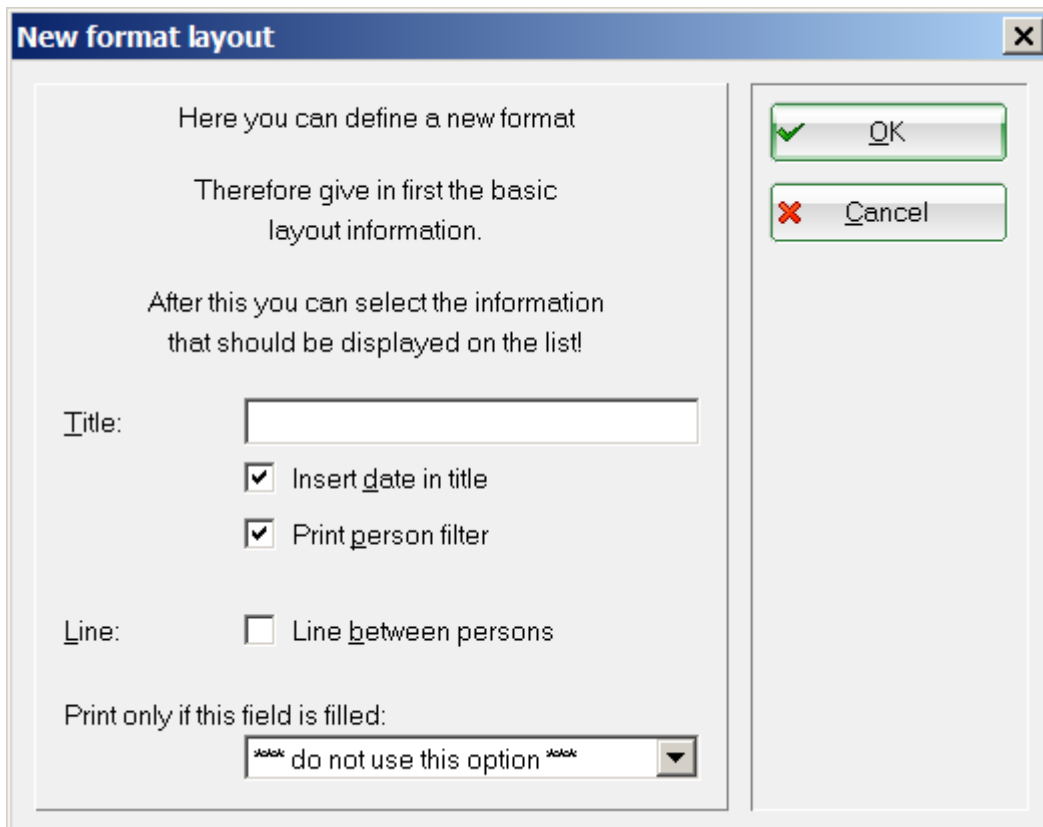 New format layout
Here you can define a new format
Therefore give in first the basic
layout information.
After this you can select the information
that should be displayed on the list!
Title:
Insert date in title
Print person filter
Line:
Line between persons
Print only if this field is filled:
*** do not use this option ***
OK
Cancel